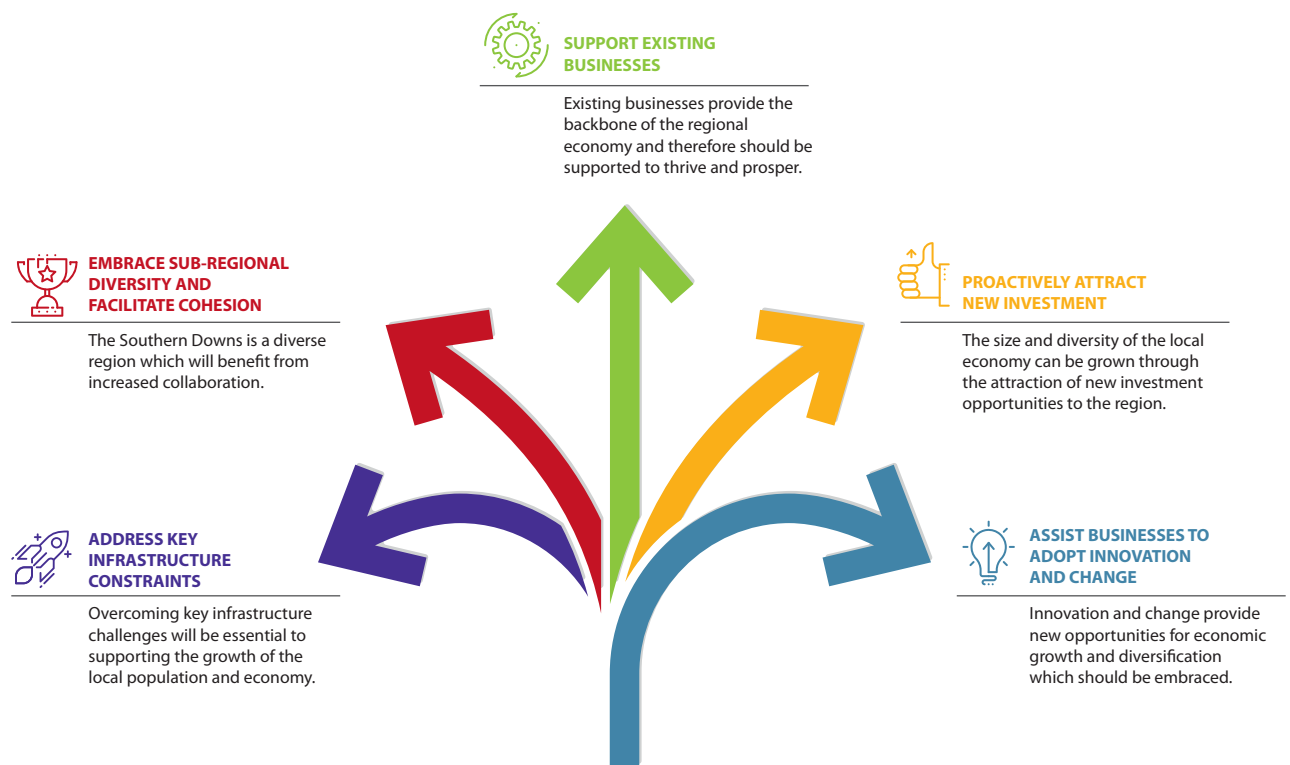 SUPPORT EXISTING
BUSINESSES
Existing businesses provide the
backbone of the regional
economy and therefore should be
supported to thrive and prosper.
EMBRACE SUB-REGIONAL
DIVERSITY AND
FACILITATE COHESION
The Southern Downs is a diverse
region which will benefit from
increased collaboration.
PROACTIVELY ATTRACT
NEW INVESTMENT
The size and diversity of the local
economy can be grown through
the attraction of new investment
opportunities to the region.
ADDRESS KEY
INFRASTRUCTURE
CONSTRAINTS
Overcoming key infrastructure
challenges will be essential to
supporting the growth of the
local population and economy.
ASSIST BUSINESSES TO
ADOPT INNOVATION
AND CHANGE
Innovation and change provide
new opportunities for economic
growth and diversification
which should be embraced.